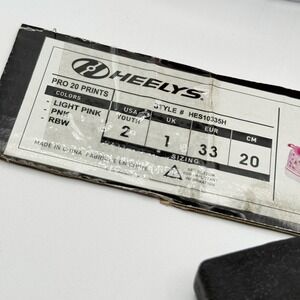 HEELYS
PRO 20 PRINTS
STYLE # HES10335H
COLORS
- LIGHT PINK
- PNK
- RBW
USA YOUTH UK EUR CM
2 1 33 20
SIZING
MADE IN CHINA